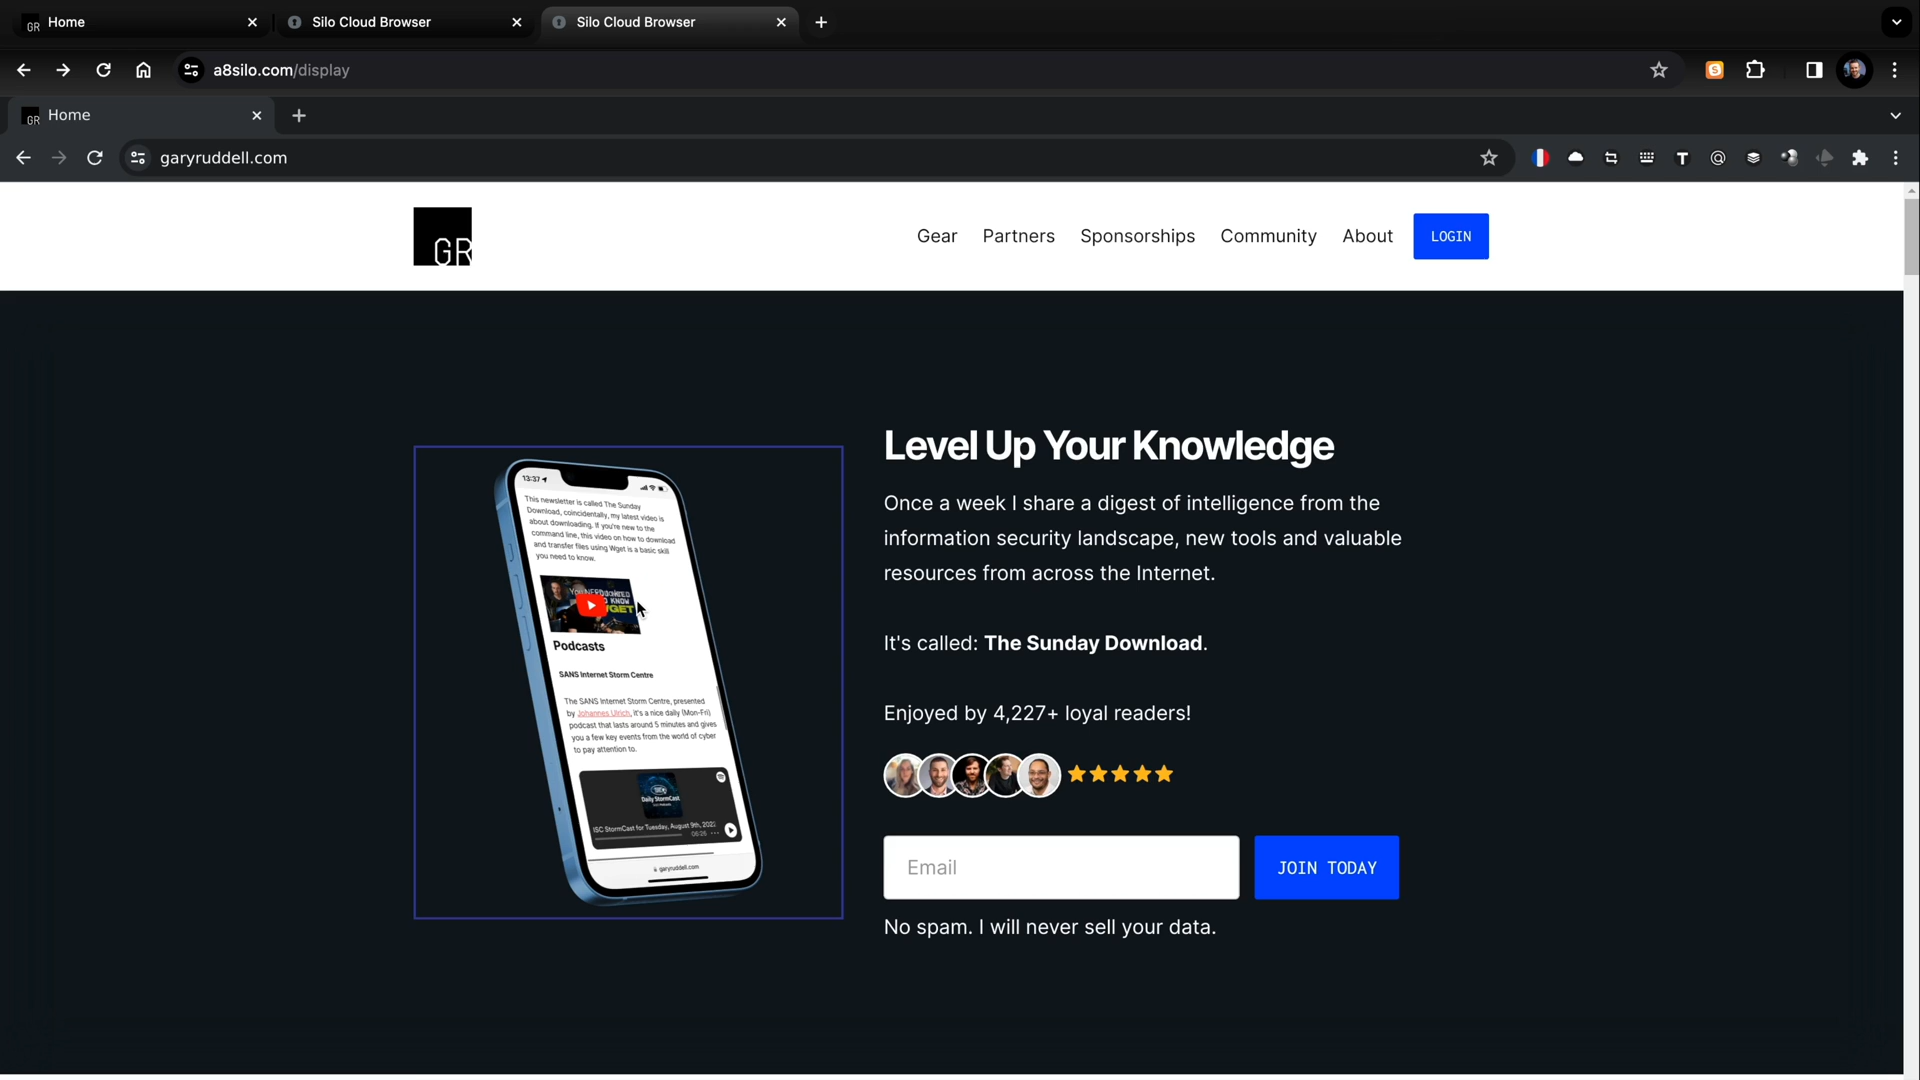 GR Home
Silo Cloud Browser
Silo Cloud Browser
a8silo.com/display
GR Home
garyruddell.com
GR
Gear
Partners
Sponsorships
Community
About
LOGIN
13:37
This newsletter is called The Sunday
Download, coincidentally, my latest video is
about downloading. If you're new to the
command line, this video on how to download
and transfer files using Wget is a basic skill
you need to know.
Podcasts
SANS Internet Storm Centre
The SANS Internet Storm Centre, presented
by Johannes Ulrich, it's a nice daily (Mon-Fri)
podcast that lasts around 5 minutes and gives
you a few key events from the world of cyber
to pay attention to.
Daily StormCast
ISC StormCast for Tuesday, August 9th, 202
06:26
garyruddell.com
Level Up Your Knowledge
Once a week I share a digest of intelligence from the
information security landscape, new tools and valuable
resources from across the Internet.
It's called: The Sunday Download.
Enjoyed by 4,227+ loyal readers!
Email
JOIN TODAY
No spam. I will never sell your data.